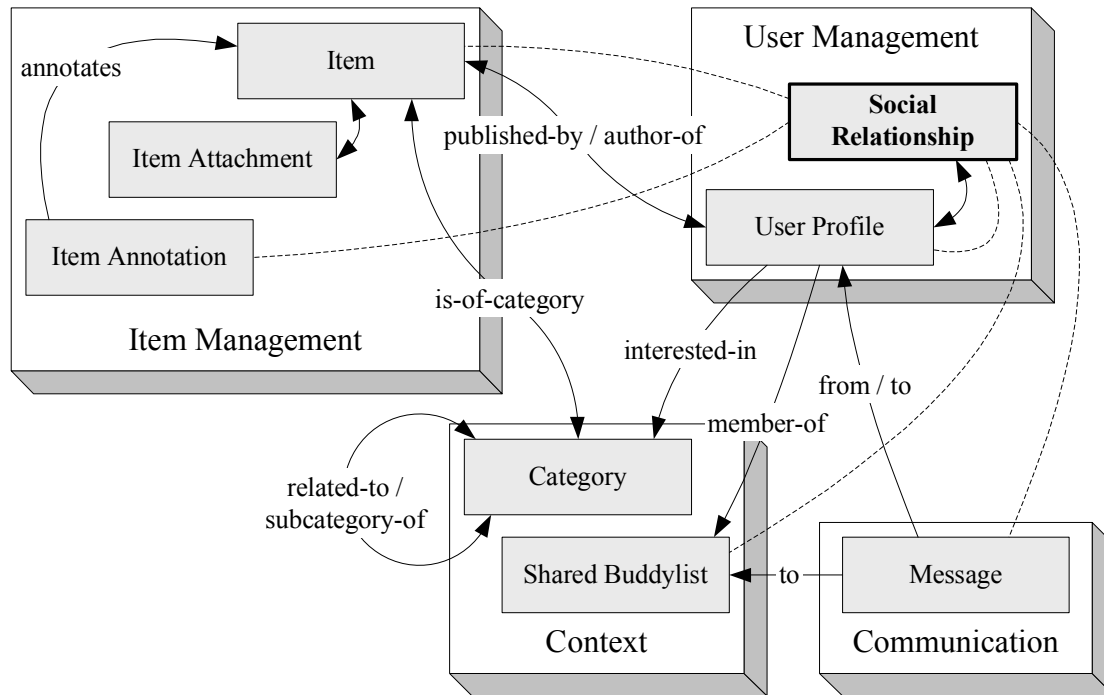 Item
User Management
annotates
Social
Relationship
published-by / author-of
Item Attachment
User Profile
Item Annotation
is-of-category
Item Management
interested-in
from / to
member-of
Category
related-to /
subcategory-of
Shared Buddylist
to
Message
Context
Communication